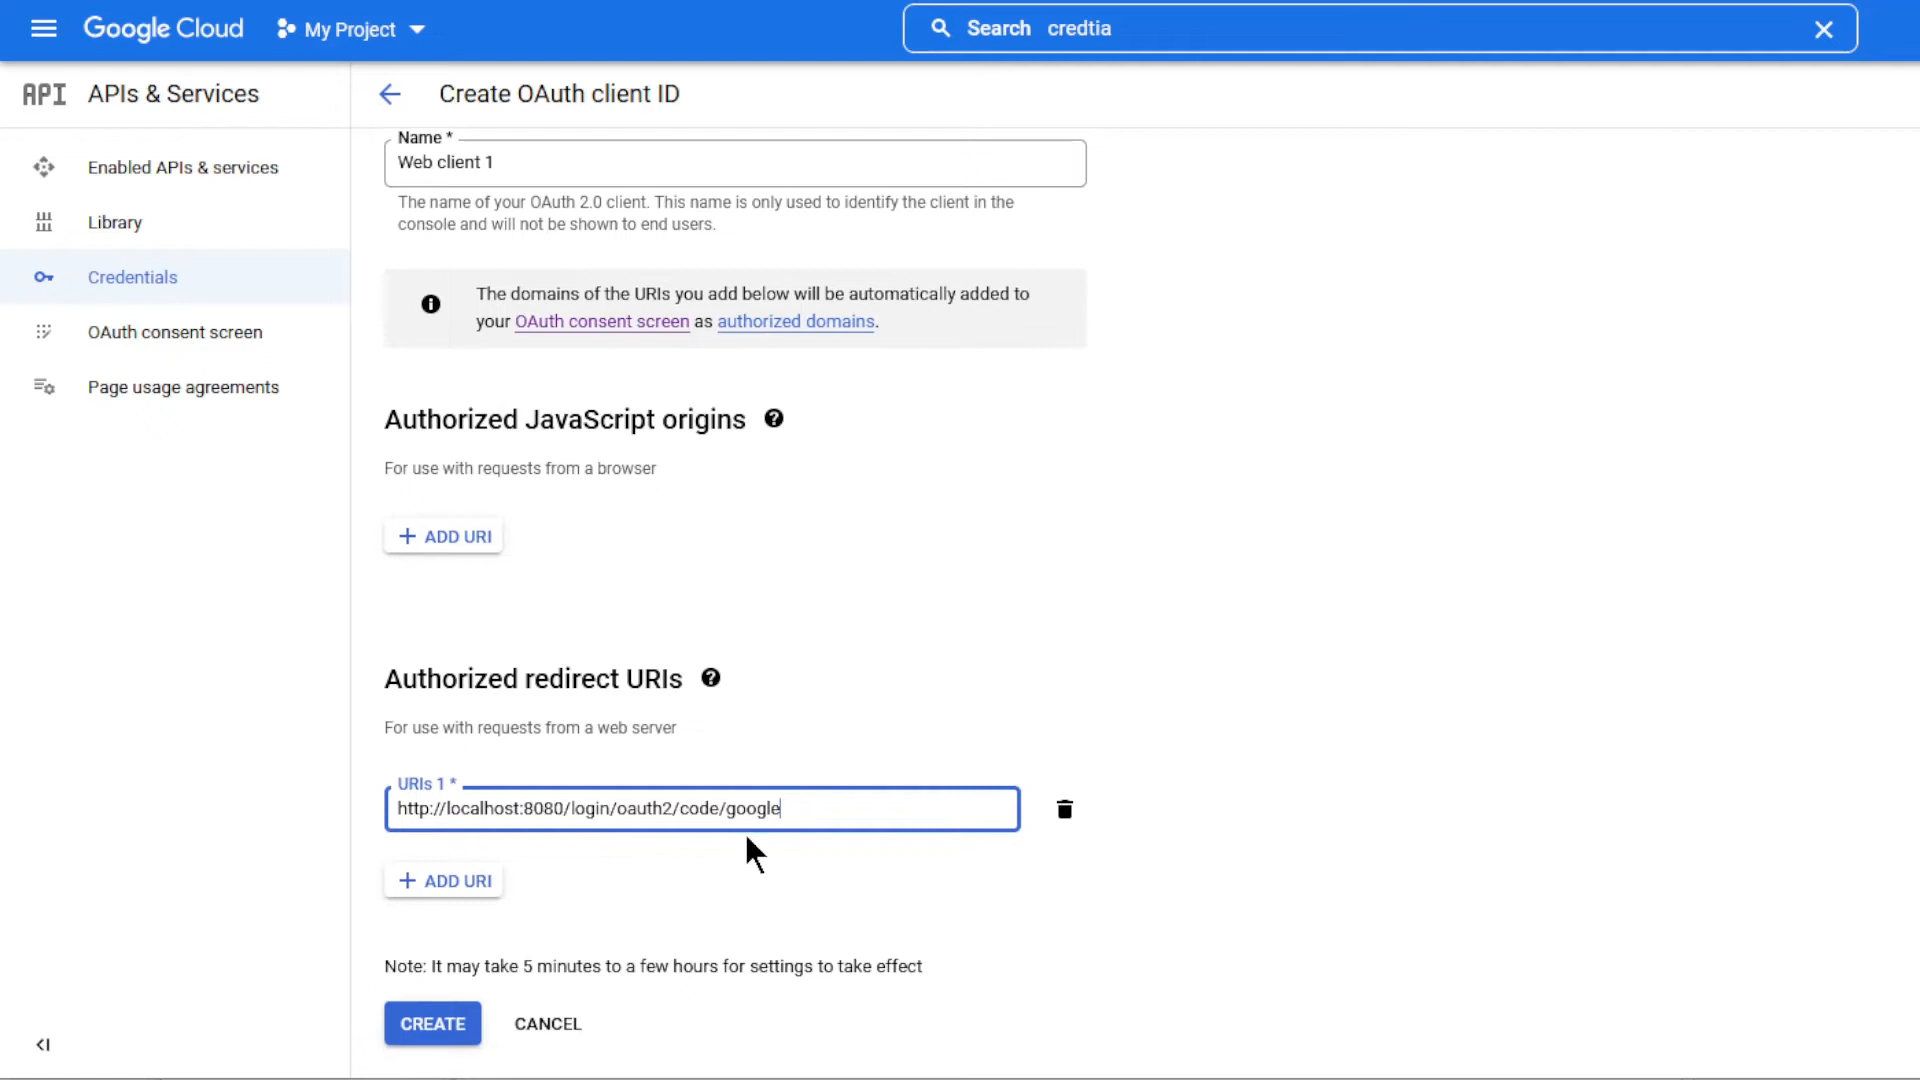 Google Cloud
My Project
Search credtia
API APIs & Services
Create OAuth client ID
Enabled APIs & services
Library
Credentials
OAuth consent screen
Page usage agreements
Name *
Web client 1
The name of your OAuth 2.0 client. This name is only used to identify the client in the
console and will not be shown to end users.
The domains of the URIs you add below will be automatically added to
your OAuth consent screen as authorized domains.
Authorized JavaScript origins
For use with requests from a browser
+ ADD URI
Authorized redirect URIs
For use with requests from a web server
URIs 1 *
http://localhost:8080/login/oauth2/code/google
+ ADD URI
Note: It may take 5 minutes to a few hours for settings to take effect
CREATE
CANCEL